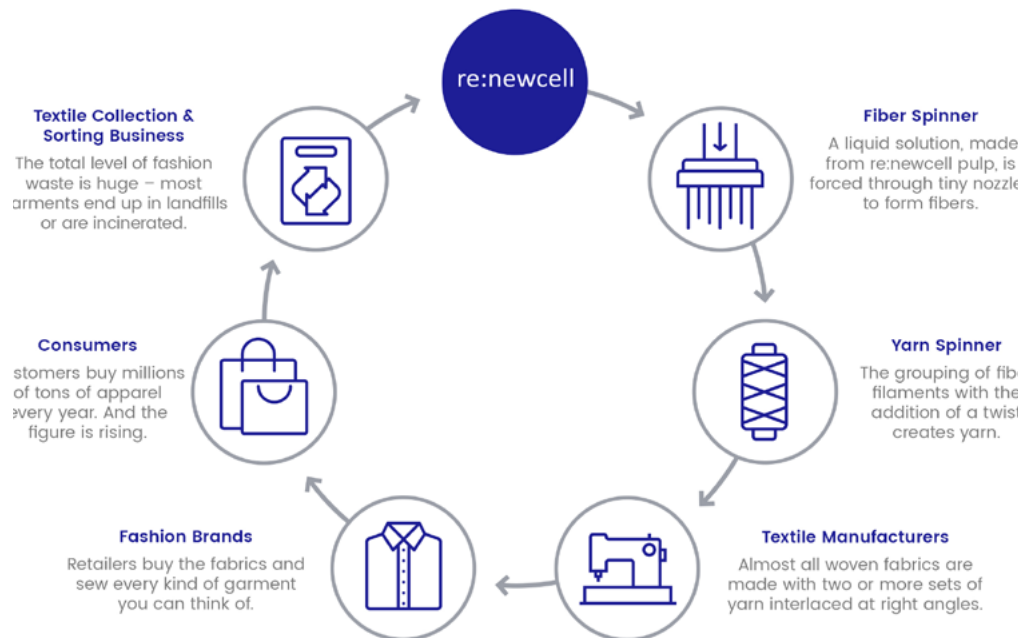 re:newcell
Fiber Spinner
A liquid solution, made
from re:newcell pulp, is
forced through tiny nozzle
to form fibers.
Yarn Spinner
The grouping of fibe
filaments with the
addition of a twist
creates yarn.
Textile Manufacturers
Almost all woven fabrics are
made with two or more sets of
yarn interlaced at right angles.
Fashion Brands
Retailers buy the fabrics and
sew every kind of garment
you can think of.
Consumers
stomers buy millions
of tons of apparel
every year. And the
figure is rising.
Textile Collection &
Sorting Business
The total level of fashion
waste is huge – most
arments end up in landfills
or are incinerated.